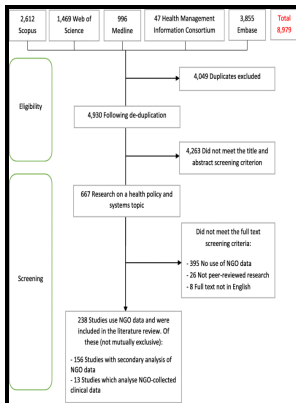 2,612
Scopus
1,469 Web of
Science
996
Medline
47 Health Management
Information Consortium
3,855
Embase
Total
8,979
4,049 Duplicates excluded
Eligibility
4,930 Following de-duplication
4,263 Did not meet the title and
abstract screening criterion
667 Research on a health policy and
systems topic
Did not meet the full text
screening criteria:
- 395 No use of NGO data
- 26 Not peer-reviewed research
- 8 Full text not in English
Screening
238 Studies use NGO data and were
included in the literature review. Of
these (not mutually exclusive):
- 156 Studies with secondary analysis of
NGO data
- 13 Studies which analyse NGO-collected
clinical data